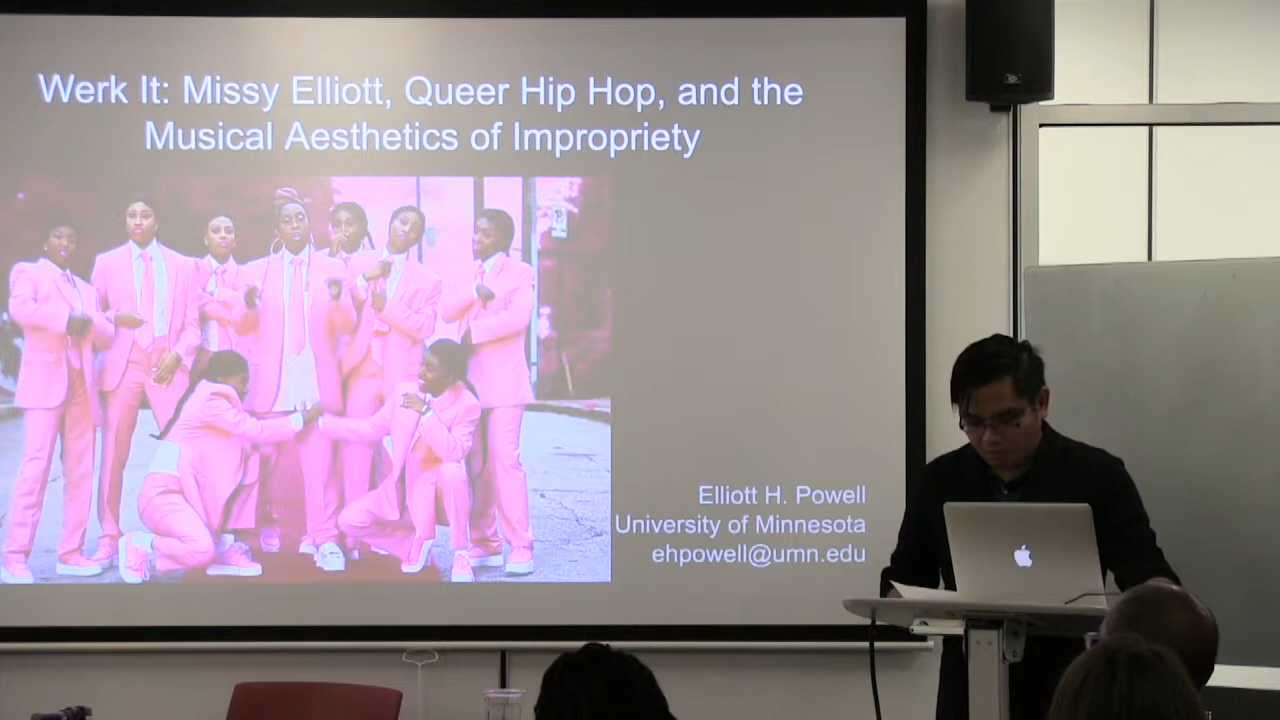 Werk It: Missy Elliott, Queer Hip Hop, and the
Musical Aesthetics of Impropriety
Elliott H. Powell
University of Minnesota
ehpowell@umn.edu